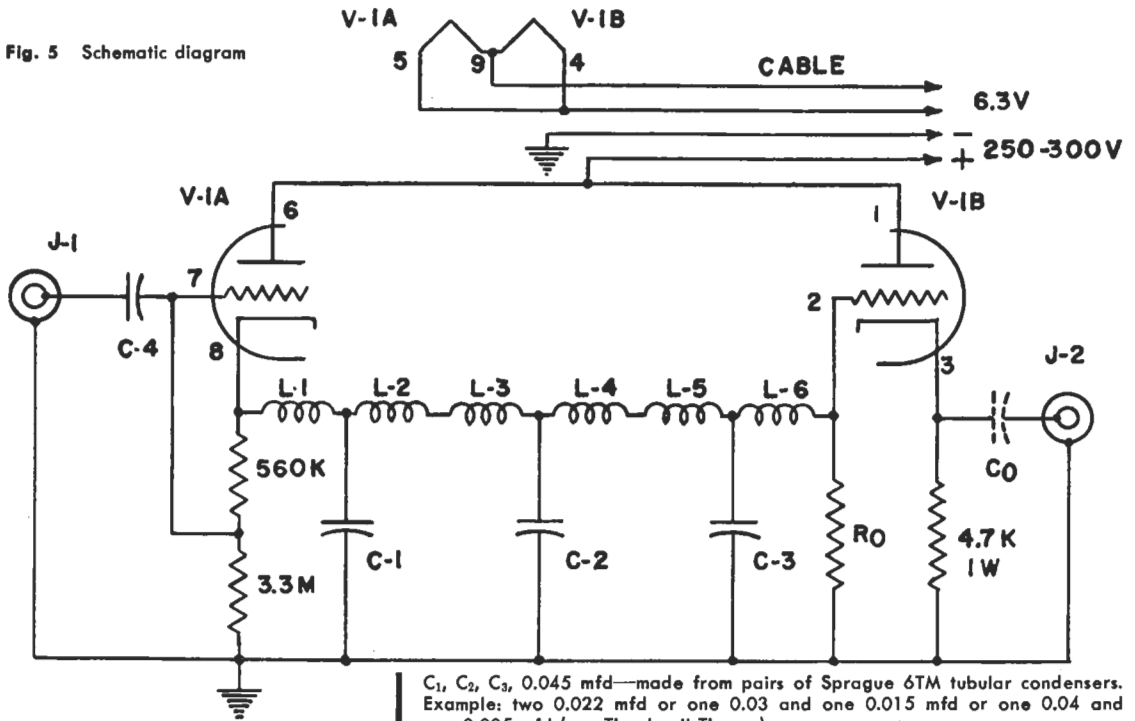 Fig. 5 Schematic diagram
V-1A V-1B
5 9 4
CABLE
6.3V
−
+ 250-300V
V-1A 6
1 V-1B
J-1
7
2
C-4 8
3 J-2
L-1 L-2 L-3 L-4 L-5 L-6
560K
CO
C-1 C-2 C-3 RO 4.7K
1W
3.3M
C₁, C₂, C₃, 0.045 mfd—made from pairs of Sprague 6TM tubular condensers.
Example: two 0.022 mfd or one 0.03 and one 0.015 mfd or one 0.04 and